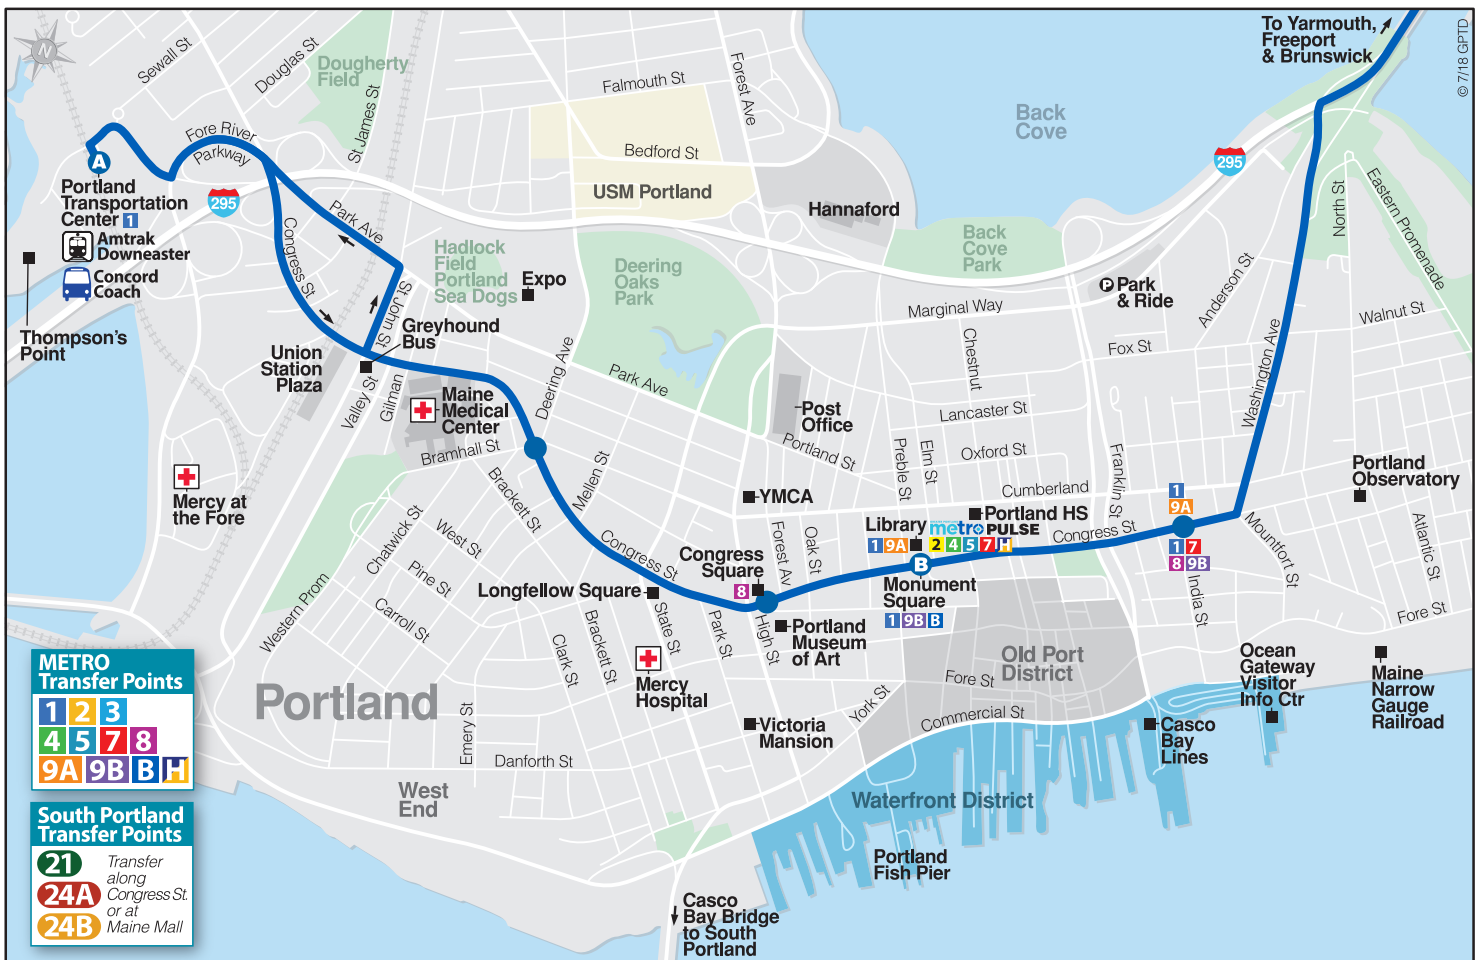 To Yarmouth,
Freeport
& Brunswick
© 7/18 GPTD
N
Sewall St
Douglas St
Dougherty
Field
St James St
Falmouth St
Forest Ave
Back
Cove
Fore River
Parkway
A
Portland
Transportation
Center 1
Amtrak
Downeaster
Concord
Coach
295
Bedford St
USM Portland
Hannaford
295
North St
Eastern Promenade
Park Ave
Congress St
Hadlock
Field
Portland
Sea Dogs
Expo
Deering
Oaks
Park
Back
Cove
Park
P Park
& Ride
Anderson St
Thompson's
Point
St John St
Greyhound
Bus
Union
Station
Plaza
Valley St
Gilman
Maine
Medical
Center
Bramhall St
Deering Ave
Park Ave
Marginal Way
Chestnut
Fox St
Walnut St
Washington Ave
Post
Office
Portland St
Lancaster St
Preble St
Elm St
Oxford St
Franklin St
Cumberland
Portland
Observatory
Mercy at
the Fore
Brackett St
Mellen St
YMCA
Forest Av
Oak St
Library
1 9A
metro PULSE
2 4 5 7 H
Portland HS
Congress St
1
9A
1 7
8 9B
Mountfort St
Atlantic St
Chatwick St
West St
Pine St
Carroll St
Western Prom
Congress St
Congress
Square
8
B
Monument
Square
1 9B B
India St
Fore St
Longfellow Square
State St
Park St
High St
Portland
Museum
of Art
Clark St
Brackett St
Mercy
Hospital
Old Port
District
Fore St
Commercial St
York St
Ocean
Gateway
Visitor
Info Ctr
Maine
Narrow
Gauge
Railroad
Portland
Emery St
Danforth St
Victoria
Mansion
Casco
Bay
Lines
West
End
Waterfront District
Portland
Fish Pier
Casco
Bay Bridge
to South
Portland
METRO
Transfer Points
1 2 3
4 5 7 8
9A 9B B H
South Portland
Transfer Points
21
24A
24B
Transfer
along
Congress St.
or at
Maine Mall